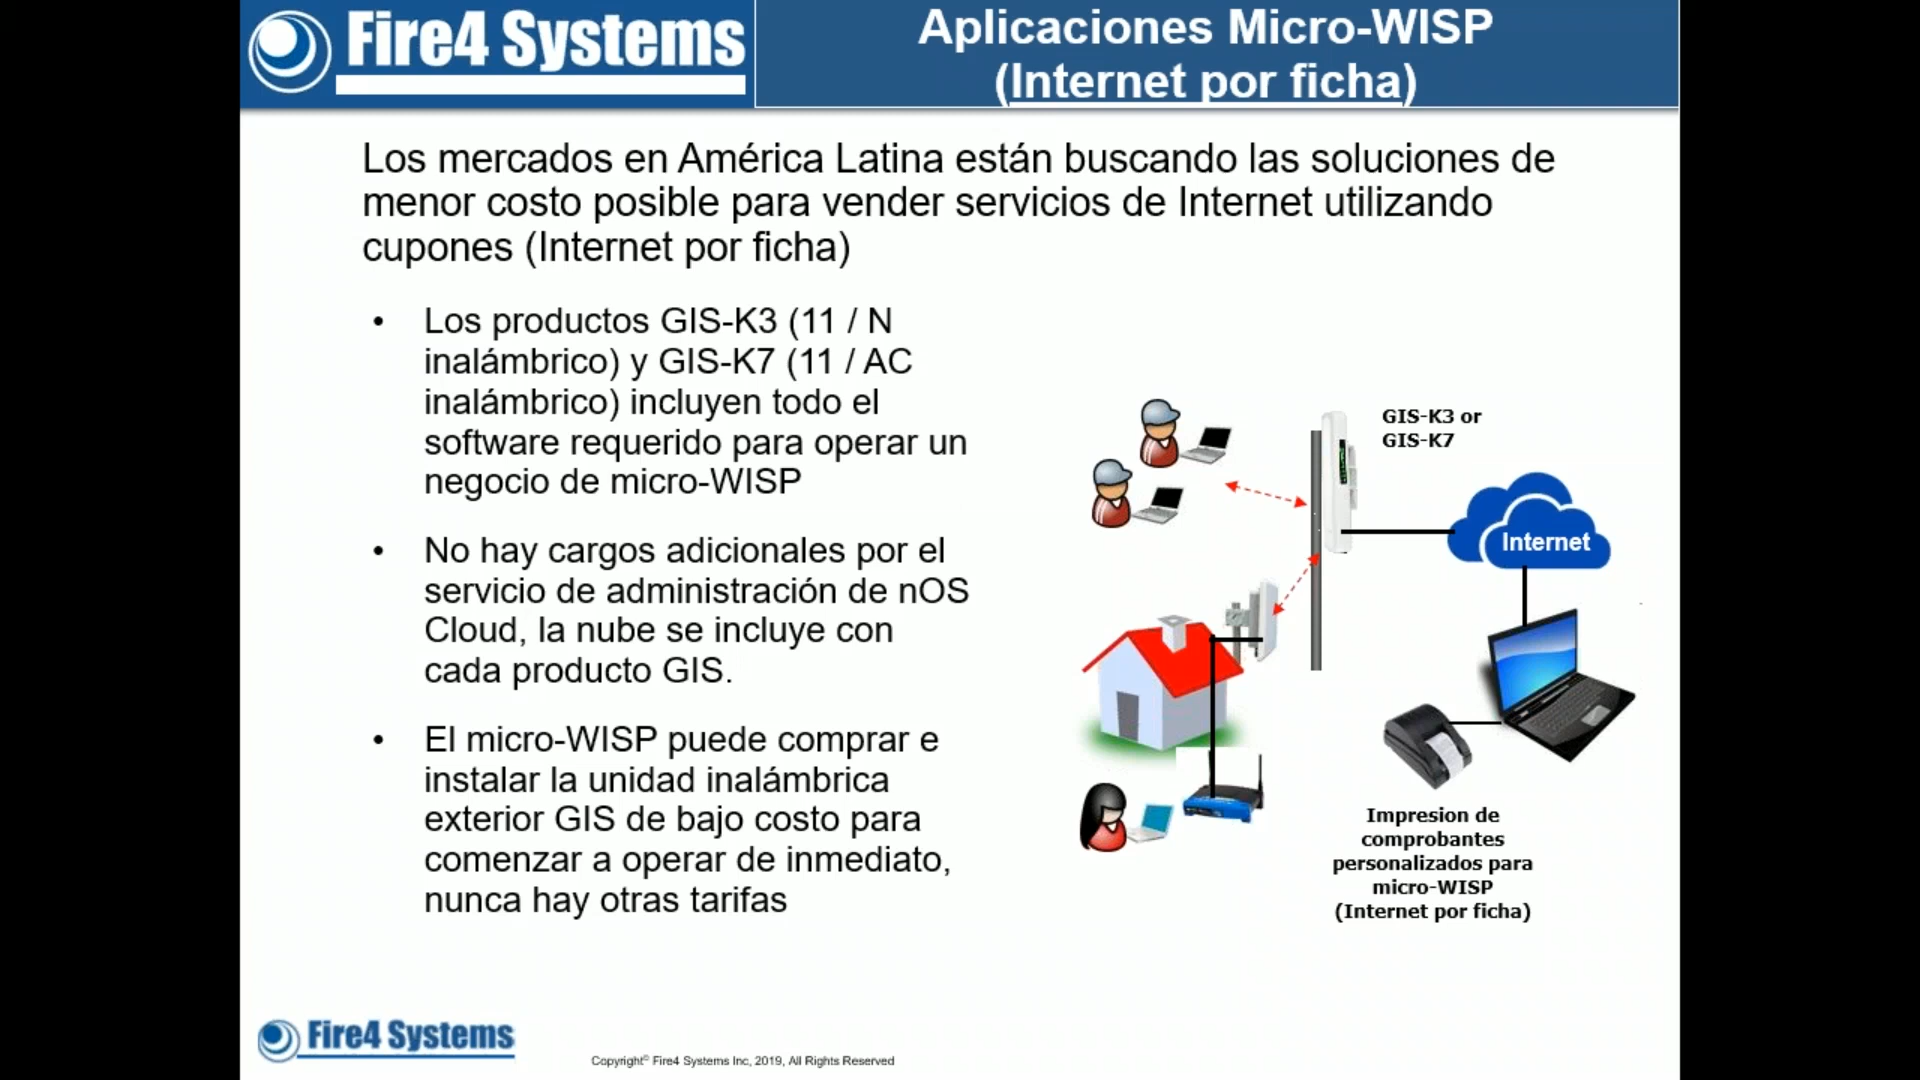 Fire4 Systems
Aplicaciones Micro-WISP
(Internet por ficha)
Los mercados en América Latina están buscando las soluciones de
menor costo posible para vender servicios de Internet utilizando
cupones (Internet por ficha)
• Los productos GIS-K3 (11 / N
inalámbrico) y GIS-K7 (11 / AC
inalámbrico) incluyen todo el
software requerido para operar un
negocio de micro-WISP
• No hay cargos adicionales por el
servicio de administración de nOS
Cloud, la nube se incluye con
cada producto GIS.
• El micro-WISP puede comprar e
instalar la unidad inalámbrica
exterior GIS de bajo costo para
comenzar a operar de inmediato,
nunca hay otras tarifas
GIS-K3 or
GIS-K7
Internet
Impresion de
comprobantes
personalizados para
micro-WISP
(Internet por ficha)
Fire4 Systems
Copyright© Fire4 Systems Inc, 2019, All Rights Reserved